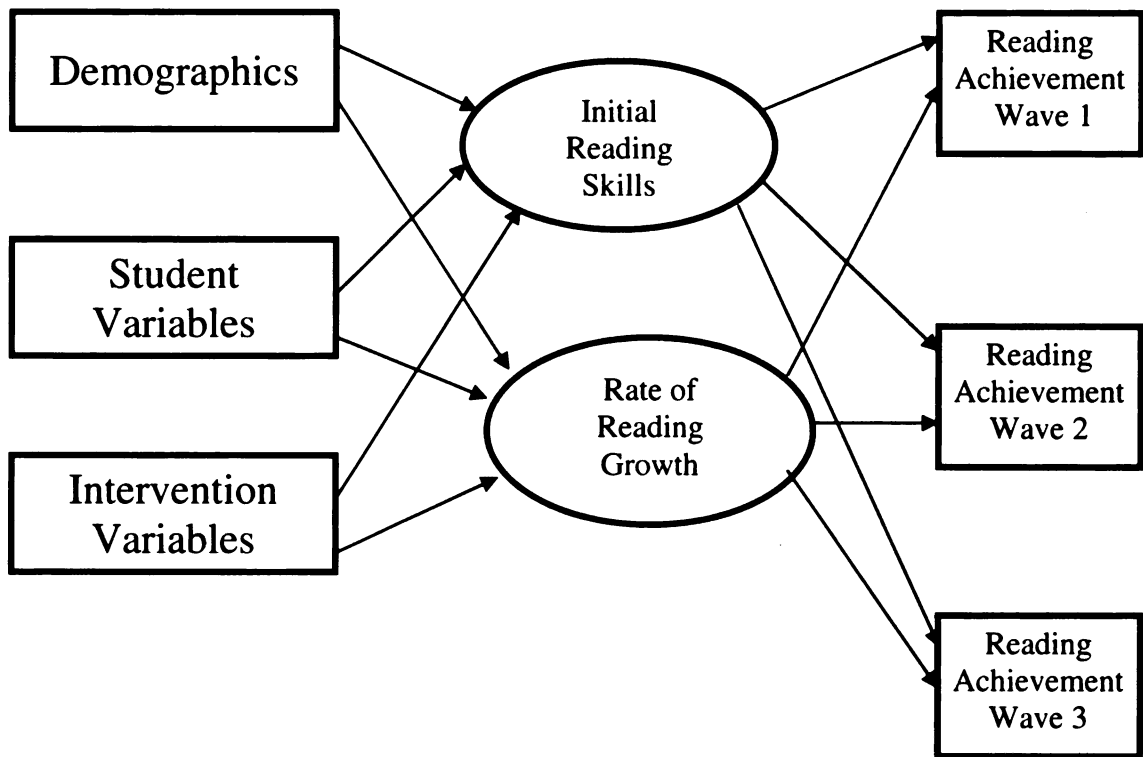 Demographics
Student
Variables
Intervention
Variables
Initial
Reading
Skills
Rate of
Reading
Growth
Reading
Achievement
Wave 1
Reading
Achievement
Wave 2
Reading
Achievement
Wave 3